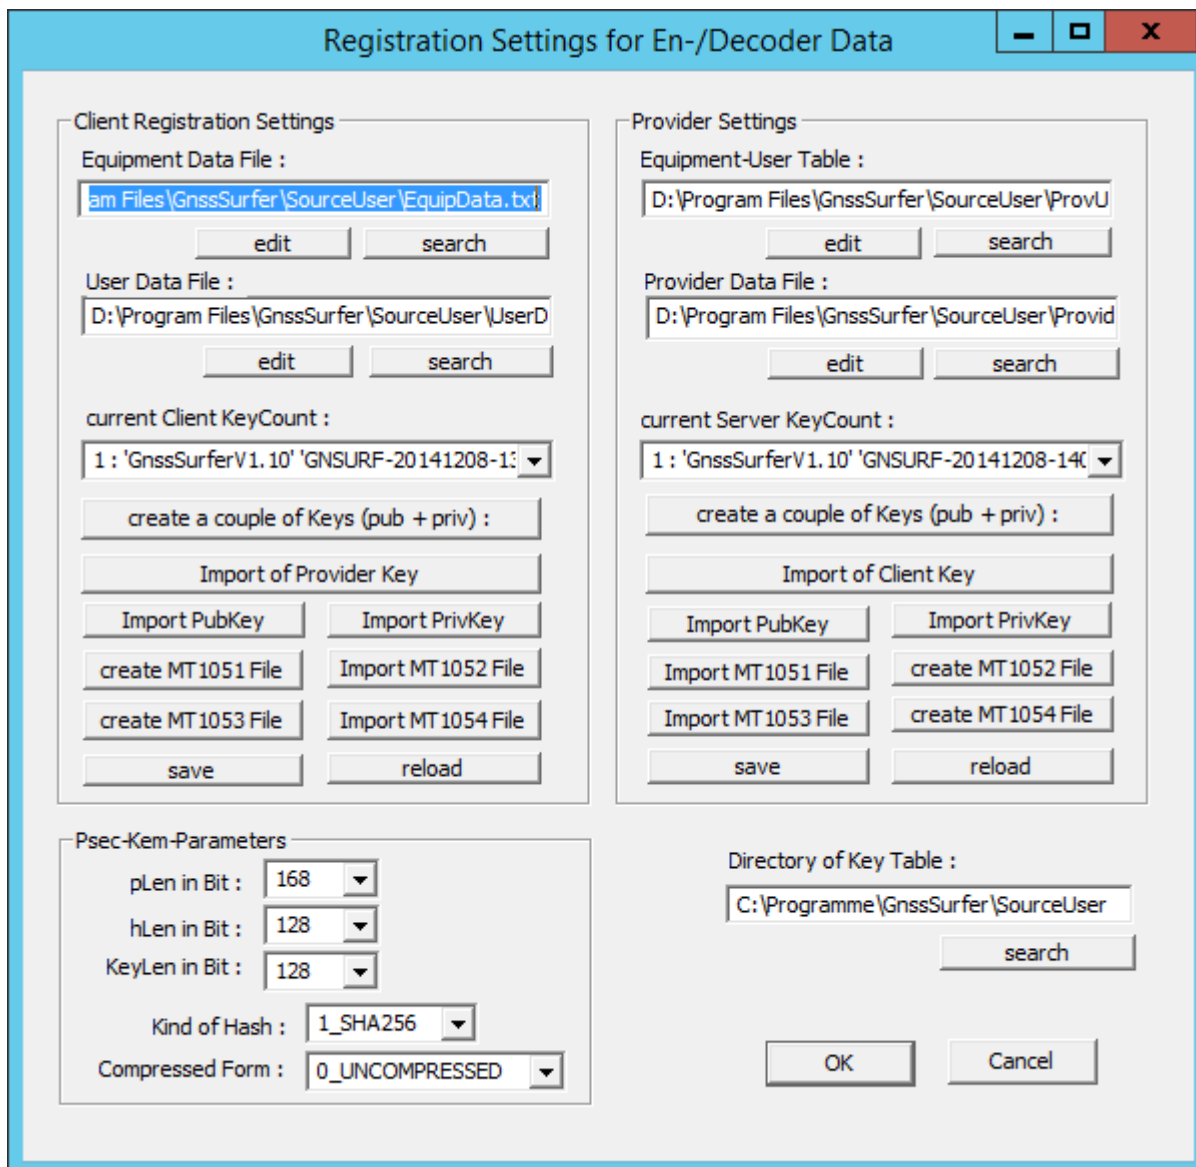 Registration Settings for En-/Decoder Data
Client Registration Settings
Equipment Data File :
am Files\GnssSurfer\SourceUser\EquipData.txt
edit search
User Data File :
D:\Program Files\GnssSurfer\SourceUser\UserD
edit search
current Client KeyCount :
1 : 'GnssSurferV1.10' 'GNSURF-20141208-13
create a couple of Keys (pub + priv) :
Import of Provider Key
Import PubKey Import PrivKey
create MT1051 File Import MT1052 File
create MT1053 File Import MT1054 File
save reload
Provider Settings
Equipment-User Table :
D:\Program Files\GnssSurfer\SourceUser\ProvU
edit search
Provider Data File :
D:\Program Files\GnssSurfer\SourceUser\Provid
edit search
current Server KeyCount :
1 : 'GnssSurferV1.10' 'GNSURF-20141208-140
create a couple of Keys (pub + priv) :
Import of Client Key
Import PubKey Import PrivKey
Import MT1051 File create MT1052 File
Import MT1053 File create MT1054 File
save reload
Psec-Kem-Parameters
pLen in Bit : 168
hLen in Bit : 128
KeyLen in Bit : 128
Kind of Hash : 1_SHA256
Compressed Form : 0_UNCOMPRESSED
Directory of Key Table :
C:\Programme\GnssSurfer\SourceUser
search
OK Cancel